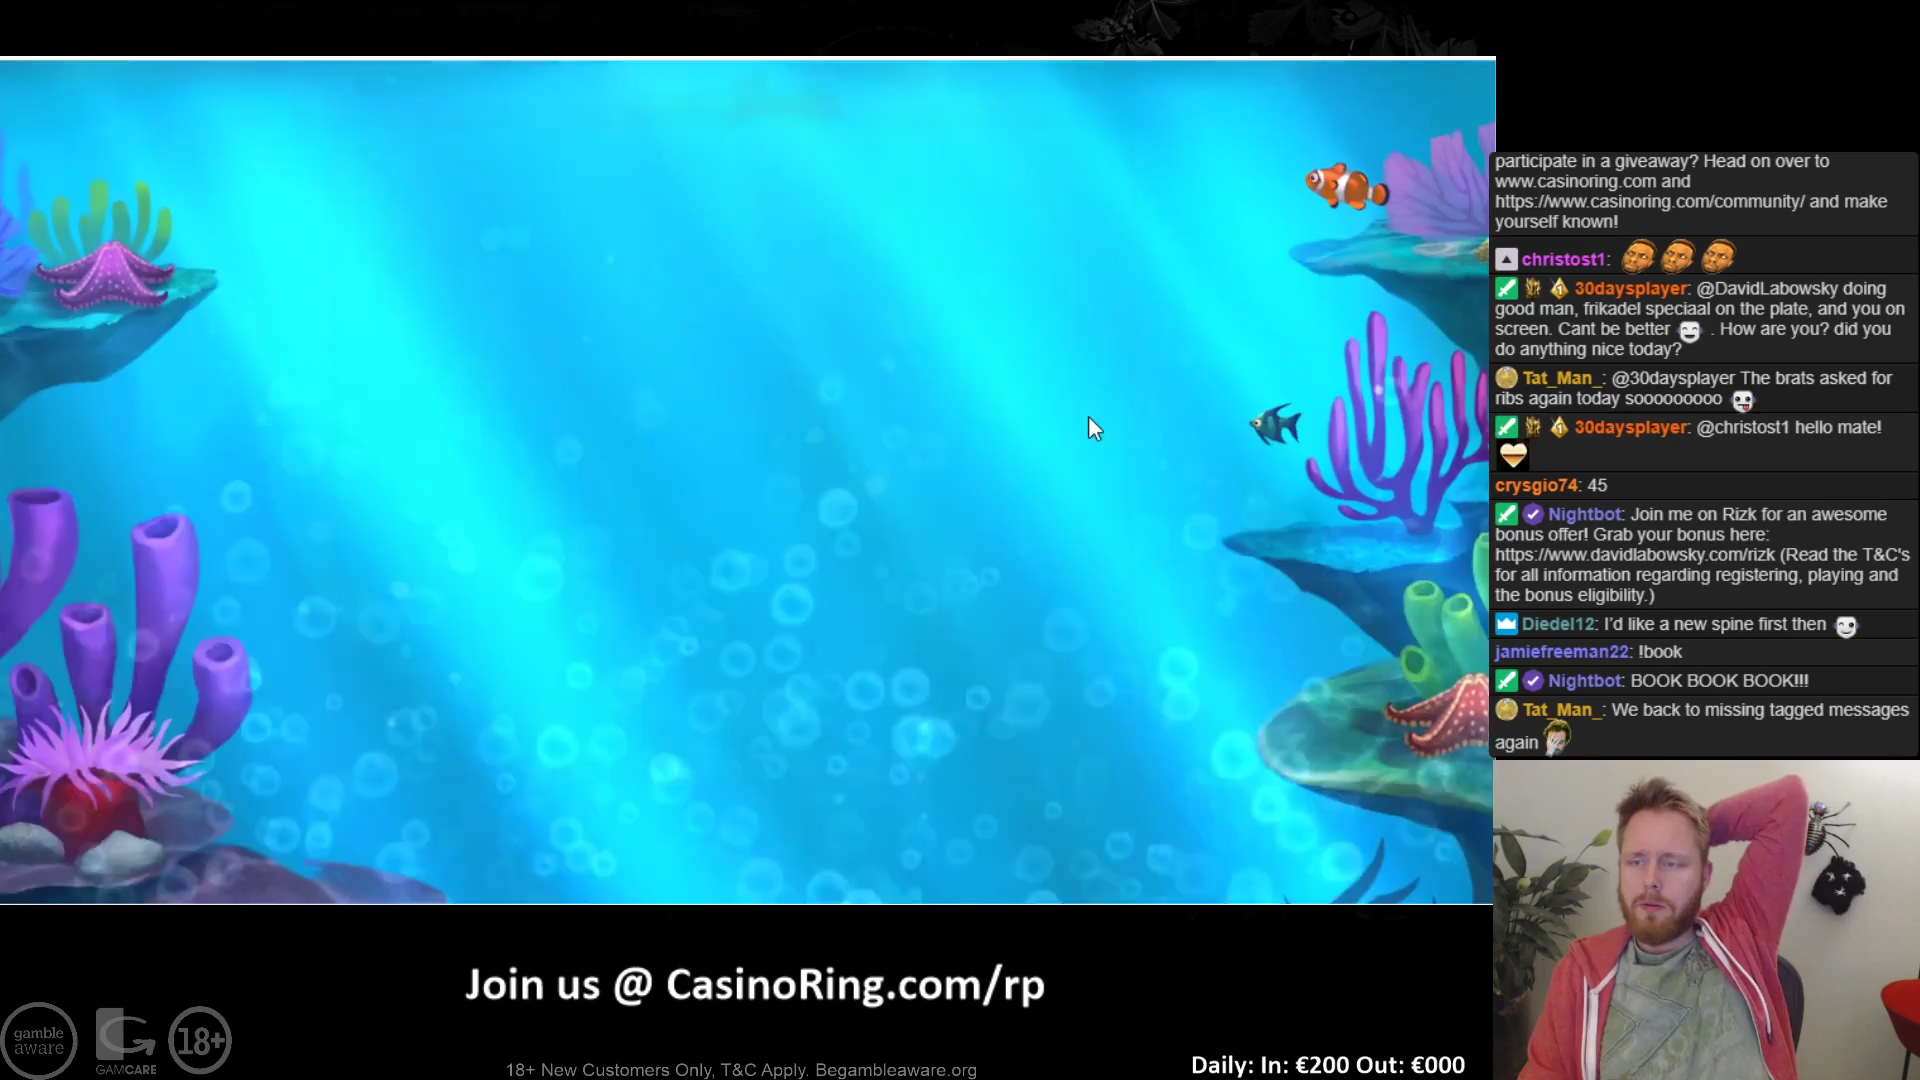 participate in a giveaway? Head on over to
www.casinoring.com and
https://www.casinoring.com/community/ and make
yourself known!
christost1:
30daysplayer: @DavidLabowsky doing
good man, frikadel speciaal on the plate, and you on
screen. Cant be better . How are you? did you
do anything nice today?
Tat_Man_: @30daysplayer The brats asked for
ribs again today sooooooooo
30daysplayer: @christost1 hello mate!
crysgio74: 45
Nightbot: Join me on Rizk for an awesome
bonus offer! Grab your bonus here:
https://www.davidlabowsky.com/rizk (Read the T&C's
for all information regarding registering, playing and
the bonus eligibility.)
Diedel12: I'd like a new spine first then
jamiefreeman22: !book
Nightbot: BOOK BOOK BOOK!!!
Tat_Man_: We back to missing tagged messages
again
Join us @ CasinoRing.com/rp
gamble
aware
GAMCARE
18+
18+ New Customers Only, T&C Apply. Begambleaware.org
Daily: In: €200 Out: €000